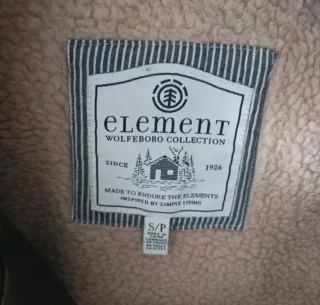 element
WOLFEBORO COLLECTION
SINCE 1926
MADE TO ENDURE THE ELEMENTS
INSPIRED BY SIMPLE LIVING
S/P